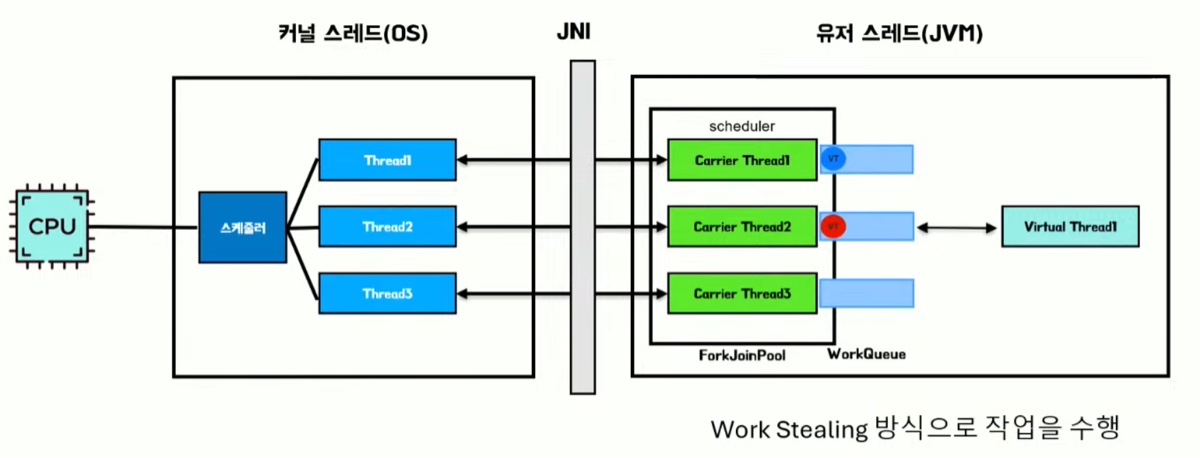 커널 스레드(OS)
JNI
유저 스레드(JVM)
scheduler
Thread1
Carrier Thread1
VT
CPU
스케줄러
Thread2
Carrier Thread2
VT
Virtual Thread1
Thread3
Carrier Thread3
ForkJoinPool
WorkQueue
Work Stealing 방식으로 작업을 수행